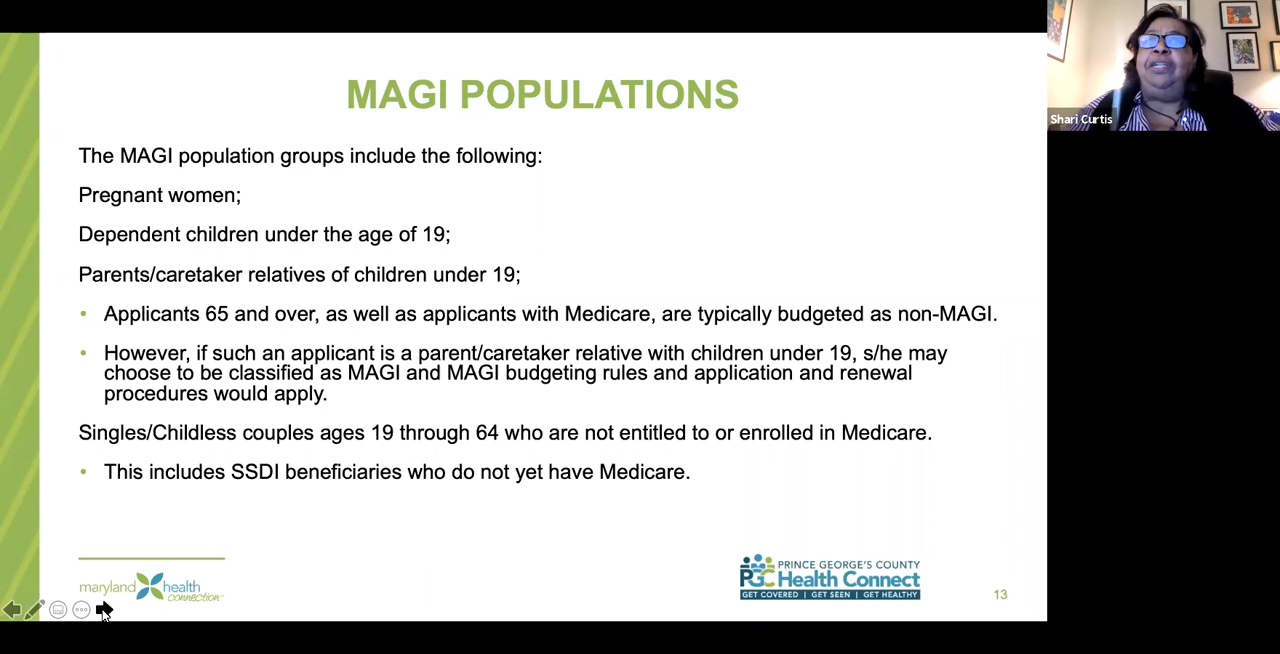 MAGI POPULATIONS
The MAGI population groups include the following:
Pregnant women;
Dependent children under the age of 19;
Parents/caretaker relatives of children under 19;
• Applicants 65 and over, as well as applicants with Medicare, are typically budgeted as non-MAGI.
• However, if such an applicant is a parent/caretaker relative with children under 19, s/he may
choose to be classified as MAGI and MAGI budgeting rules and application and renewal
procedures would apply.
Singles/Childless couples ages 19 through 64 who are not entitled to or enrolled in Medicare.
• This includes SSDI beneficiaries who do not yet have Medicare.
maryland health
connection
PRINCE GEORGE'S COUNTY
PGC Health Connect
GET COVERED | GET SEEN | GET HEALTHY
13
Shari Curtis